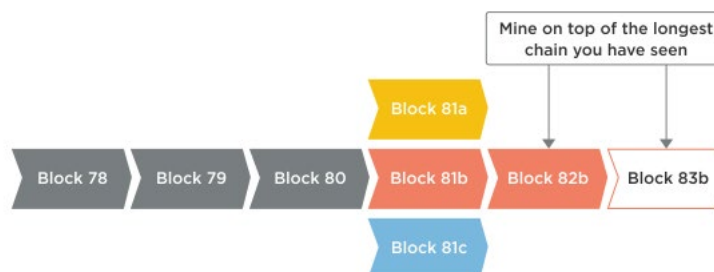 Mine on top of the longest
chain you have seen
Block 81a
Block 78
Block 79
Block 80
Block 81b
Block 82b
Block 83b
Block 81c